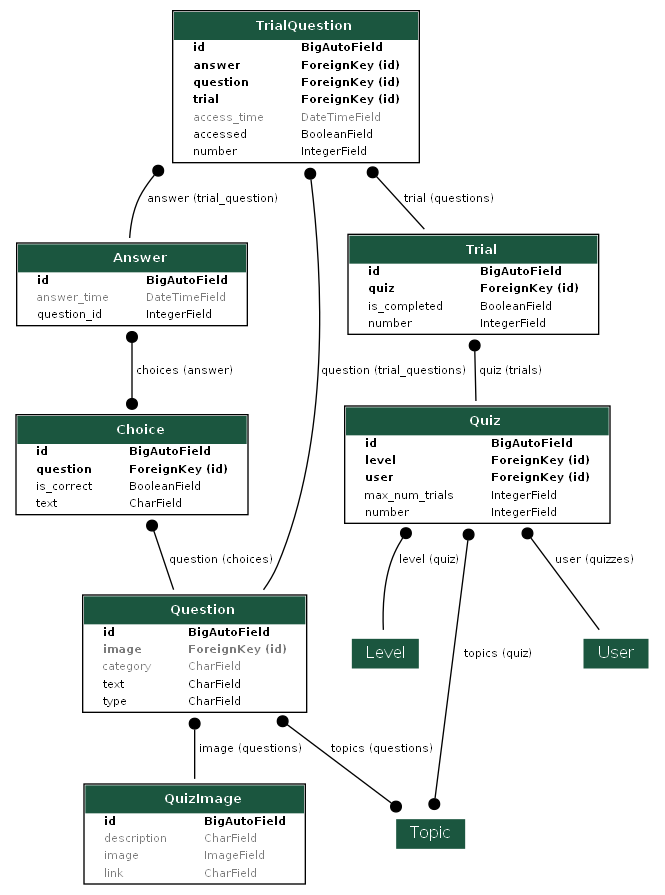 TrialQuestion
id BigAutoField
answer ForeignKey (id)
question ForeignKey (id)
trial ForeignKey (id)
access_time DateTimeField
accessed BooleanField
number IntegerField
answer (trial_question)
trial (questions)
Answer
id BigAutoField
answer_time DateTimeField
question_id IntegerField
Trial
id BigAutoField
quiz ForeignKey (id)
is_completed BooleanField
number IntegerField
choices (answer)
question (trial_questions)
quiz (trials)
Choice
id BigAutoField
question ForeignKey (id)
is_correct BooleanField
text CharField
Quiz
id BigAutoField
level ForeignKey (id)
user ForeignKey (id)
max_num_trials IntegerField
number IntegerField
question (choices)
level (quiz)
user (quizzes)
Question
id BigAutoField
image ForeignKey (id)
category CharField
text CharField
type CharField
Level
topics (quiz)
User
image (questions)
topics (questions)
QuizImage
id BigAutoField
description CharField
image ImageField
link CharField
Topic